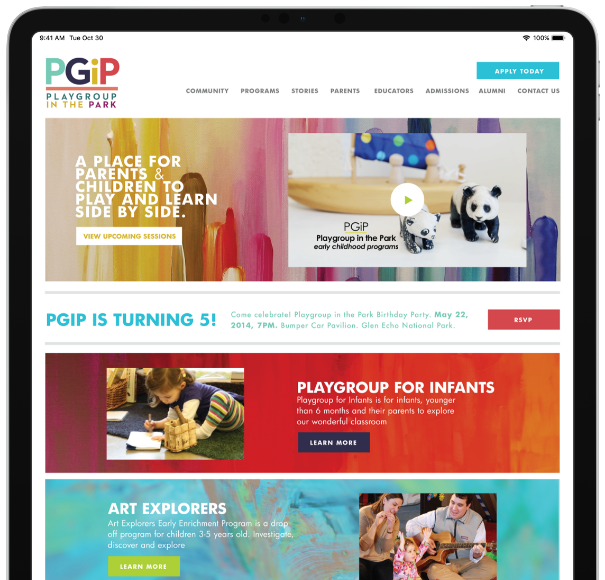 9:41 AM Tue Oct 30
100%
PGiP
PLAYGROUP
IN THE PARK
APPLY TODAY
COMMUNITY PROGRAMS STORIES PARENTS EDUCATORS ADMISSIONS ALUMNI CONTACT US
A PLACE FOR
PARENTS &
CHILDREN TO
PLAY AND LEARN
SIDE BY SIDE.
VIEW UPCOMING SESSIONS
PGiP
Playgroup in the Park
early childhood programs
PGIP IS TURNING 5!
Come celebrate! Playgroup in the Park Birthday Party. May 22,
2014, 7PM. Bumper Car Pavilion. Glen Echo National Park.
RSVP
PLAYGROUP FOR INFANTS
Playgroup for Infants is for infants, younger
than 6 months and their parents to explore
our wonderful classroom
LEARN MORE
ART EXPLORERS
Art Explorers Early Enrichment Program is a drop-
off program for children 3-5 years old. Investigate,
discover and explore
LEARN MORE